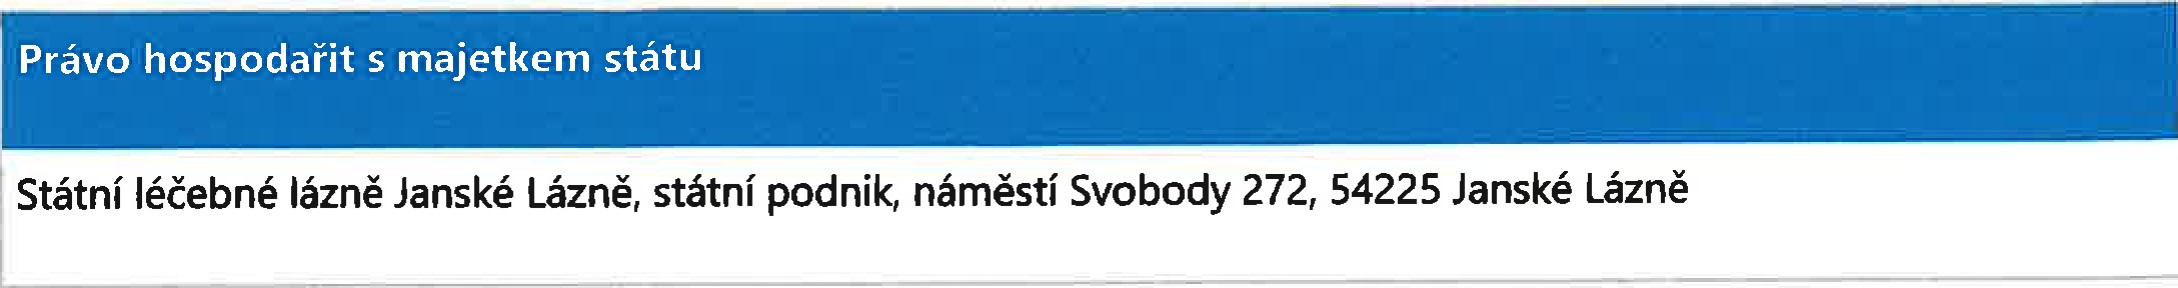 Právo hospodařit s majetkem státu
Státní léčebné lázně Janské Lázně, státní podnik, náměstí Svobody 272, 54225 Janské Lázně